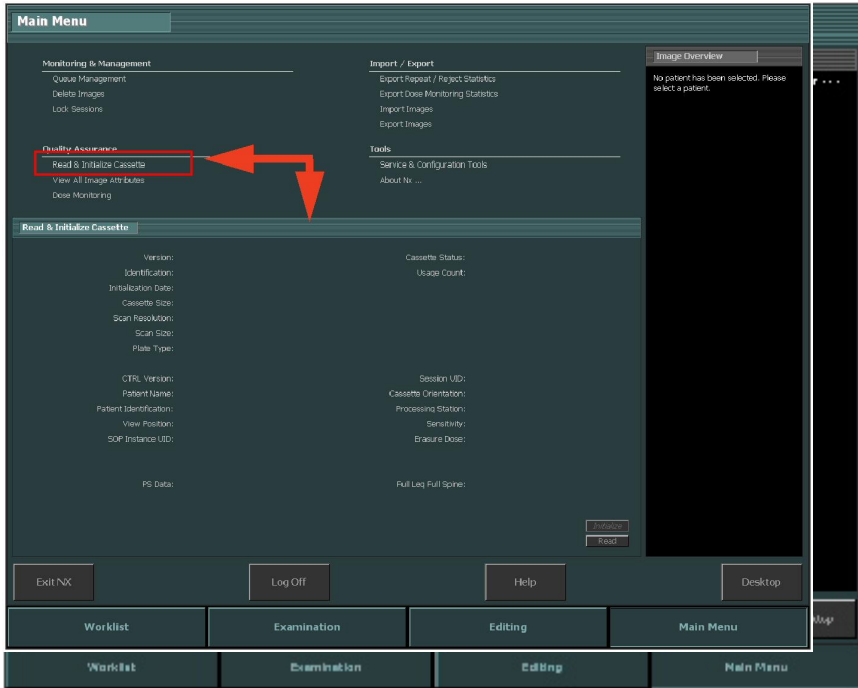 Main Menu
Monitoring & Management
Queue Management
Delete Images
Lock Sessions
Import / Export
Export Repeat / Reject Statistics
Export Dose Monitoring Statistics
Import Images
Export Images
Quality Assurance
Read & Initialize Cassette
View All Image Attributes
Dose Monitoring
Tools
Service & Configuration Tools
About Nx ...
Image Overview
No patient has been selected. Please
select a patient.
r ...
Read & Initialize Cassette
Version:
Identification:
Initialization Date:
Cassette Size:
Scan Resolution:
Scan Size:
Plate Type:
Cassette Status:
Usage Count:
CTRL Version:
Patient Name:
Patient Identification:
View Position:
SOP Instance UID:
Session UID:
Cassette Orientation:
Processing Station:
Sensitivity:
Erasure Dose:
PS Data:
Full Leg Full Spine:
Initialize
Read
Exit NX
Log Off
Help
Desktop
Worklist
Examination
Editing
Main Menu
Worklist
Examination
Editing
Main Menu